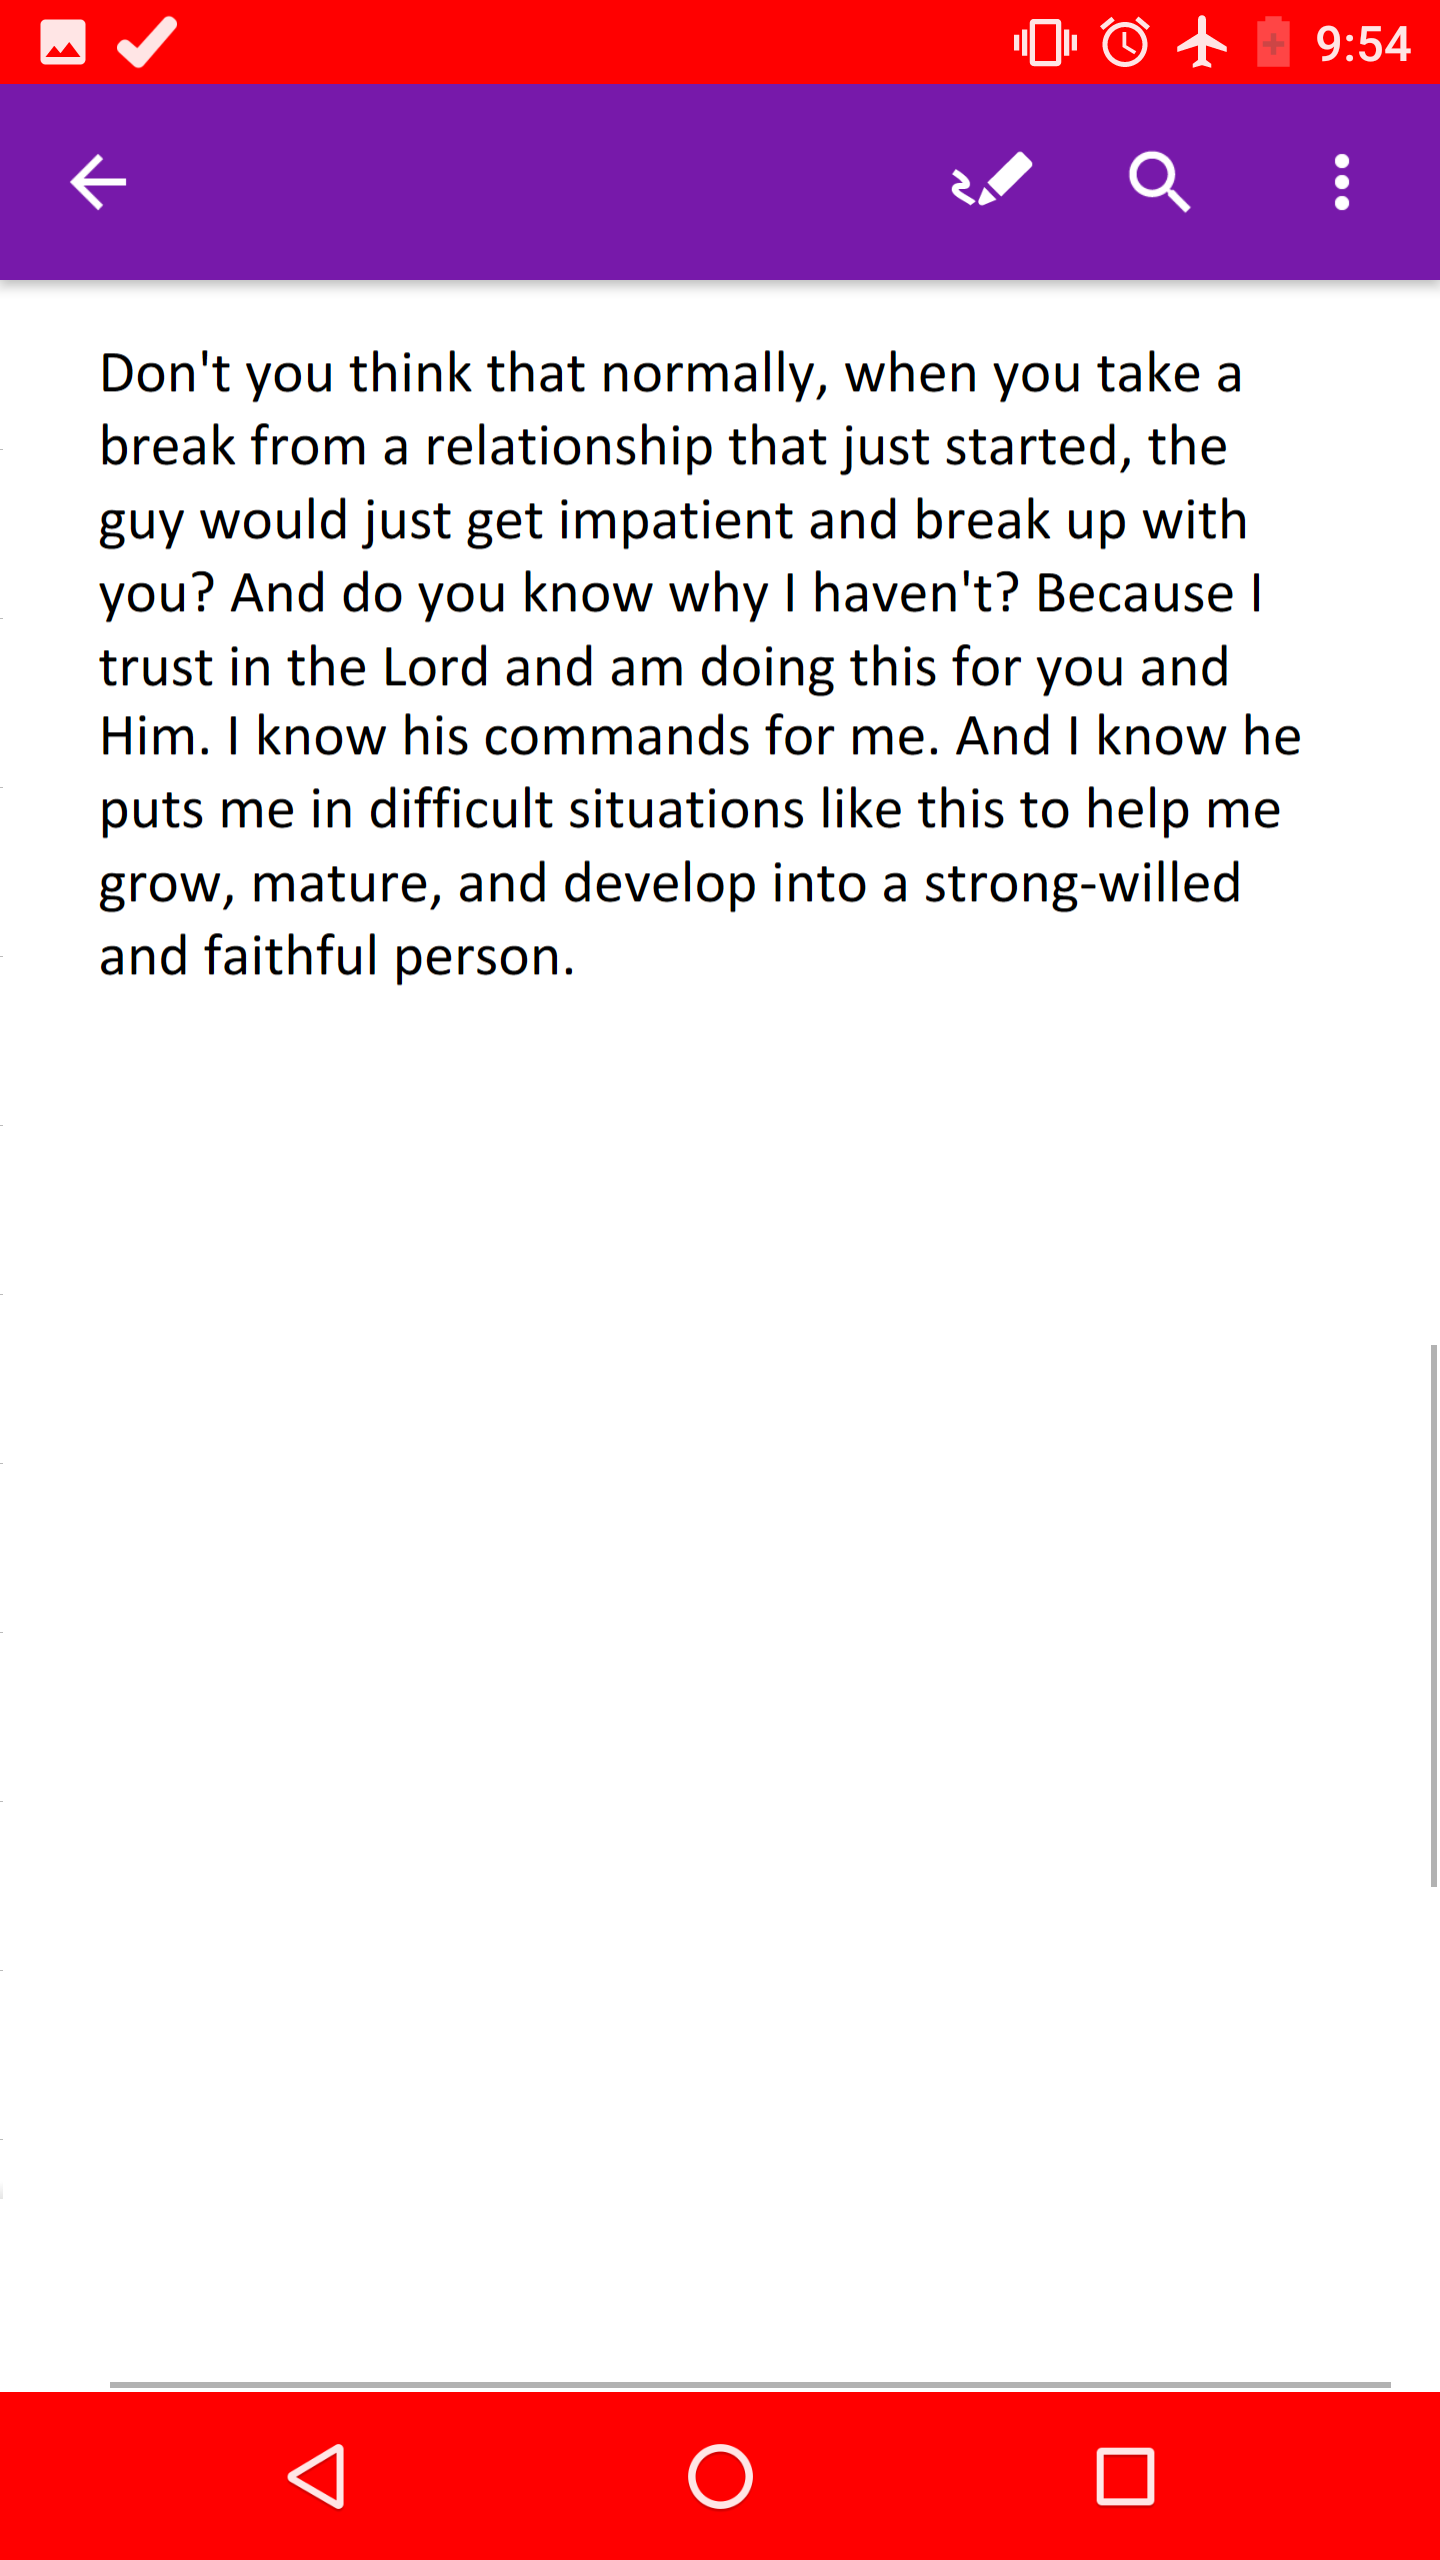 9:54
Don't you think that normally, when you take a
break from a relationship that just started, the
guy would just get impatient and break up with
you? And do you know why I haven't? Because I
trust in the Lord and am doing this for you and
Him. I know his commands for me. And I know he
puts me in difficult situations like this to help me
grow, mature, and develop into a strong-willed
and faithful person.